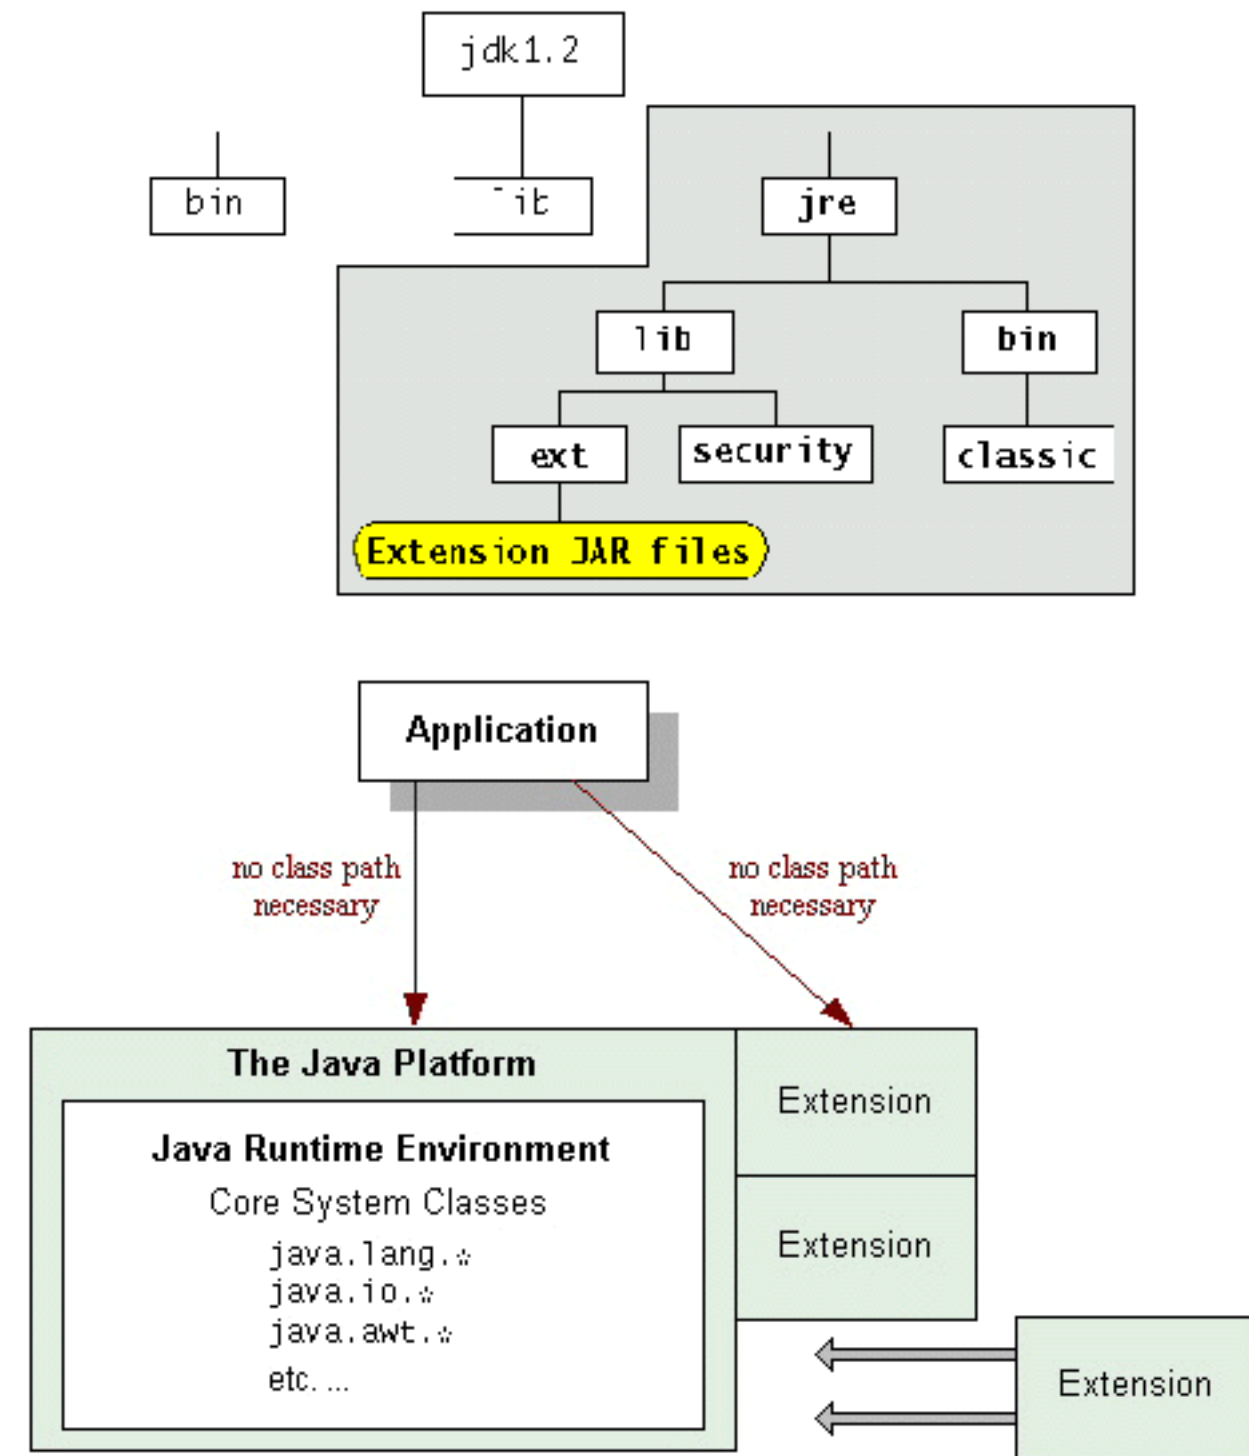 jdk1.2
bin
lib
jre
lib
bin
ext
security
classic
Extension JAR files
Application
no class path
necessary
no class path
necessary
The Java Platform
Extension
Java Runtime Environment
Core System Classes
Extension
java.lang.*
java.io.*
java.awt.*
etc. ...
Extension